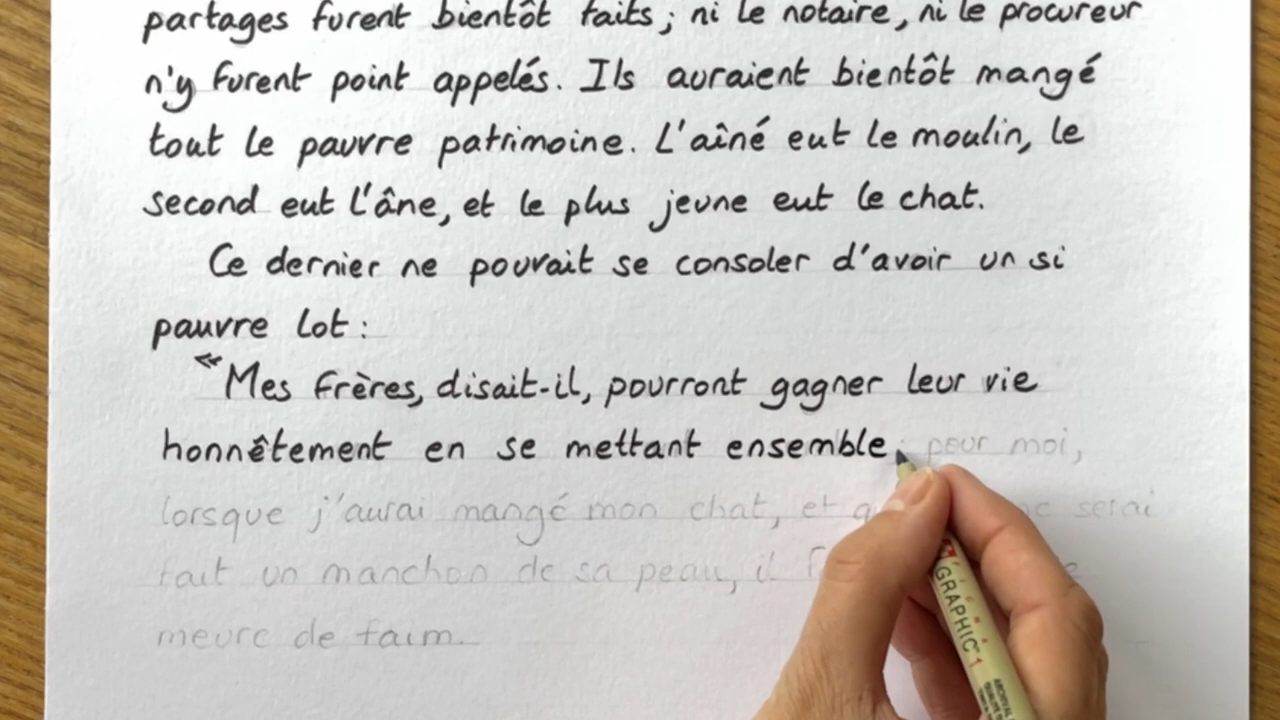 partages furent bientôt faits ; ni le notaire, ni le procureur
n'y furent point appelés. Ils auraient bientôt mangé
tout le pauvre patrimoine. L'aîné eut le moulin, le
second eut l'âne, et le plus jeune eut le chat.
Ce dernier ne pouvait se consoler d'avoir un si
pauvre lot :
« Mes frères, disait-il, pourront gagner leur vie
honnêtement en se mettant ensemble, pour moi,
lorsque j'aurai mangé mon chat, et serai
fait un manchon de sa peau, il
meure de faim.
GRAPHIC 1